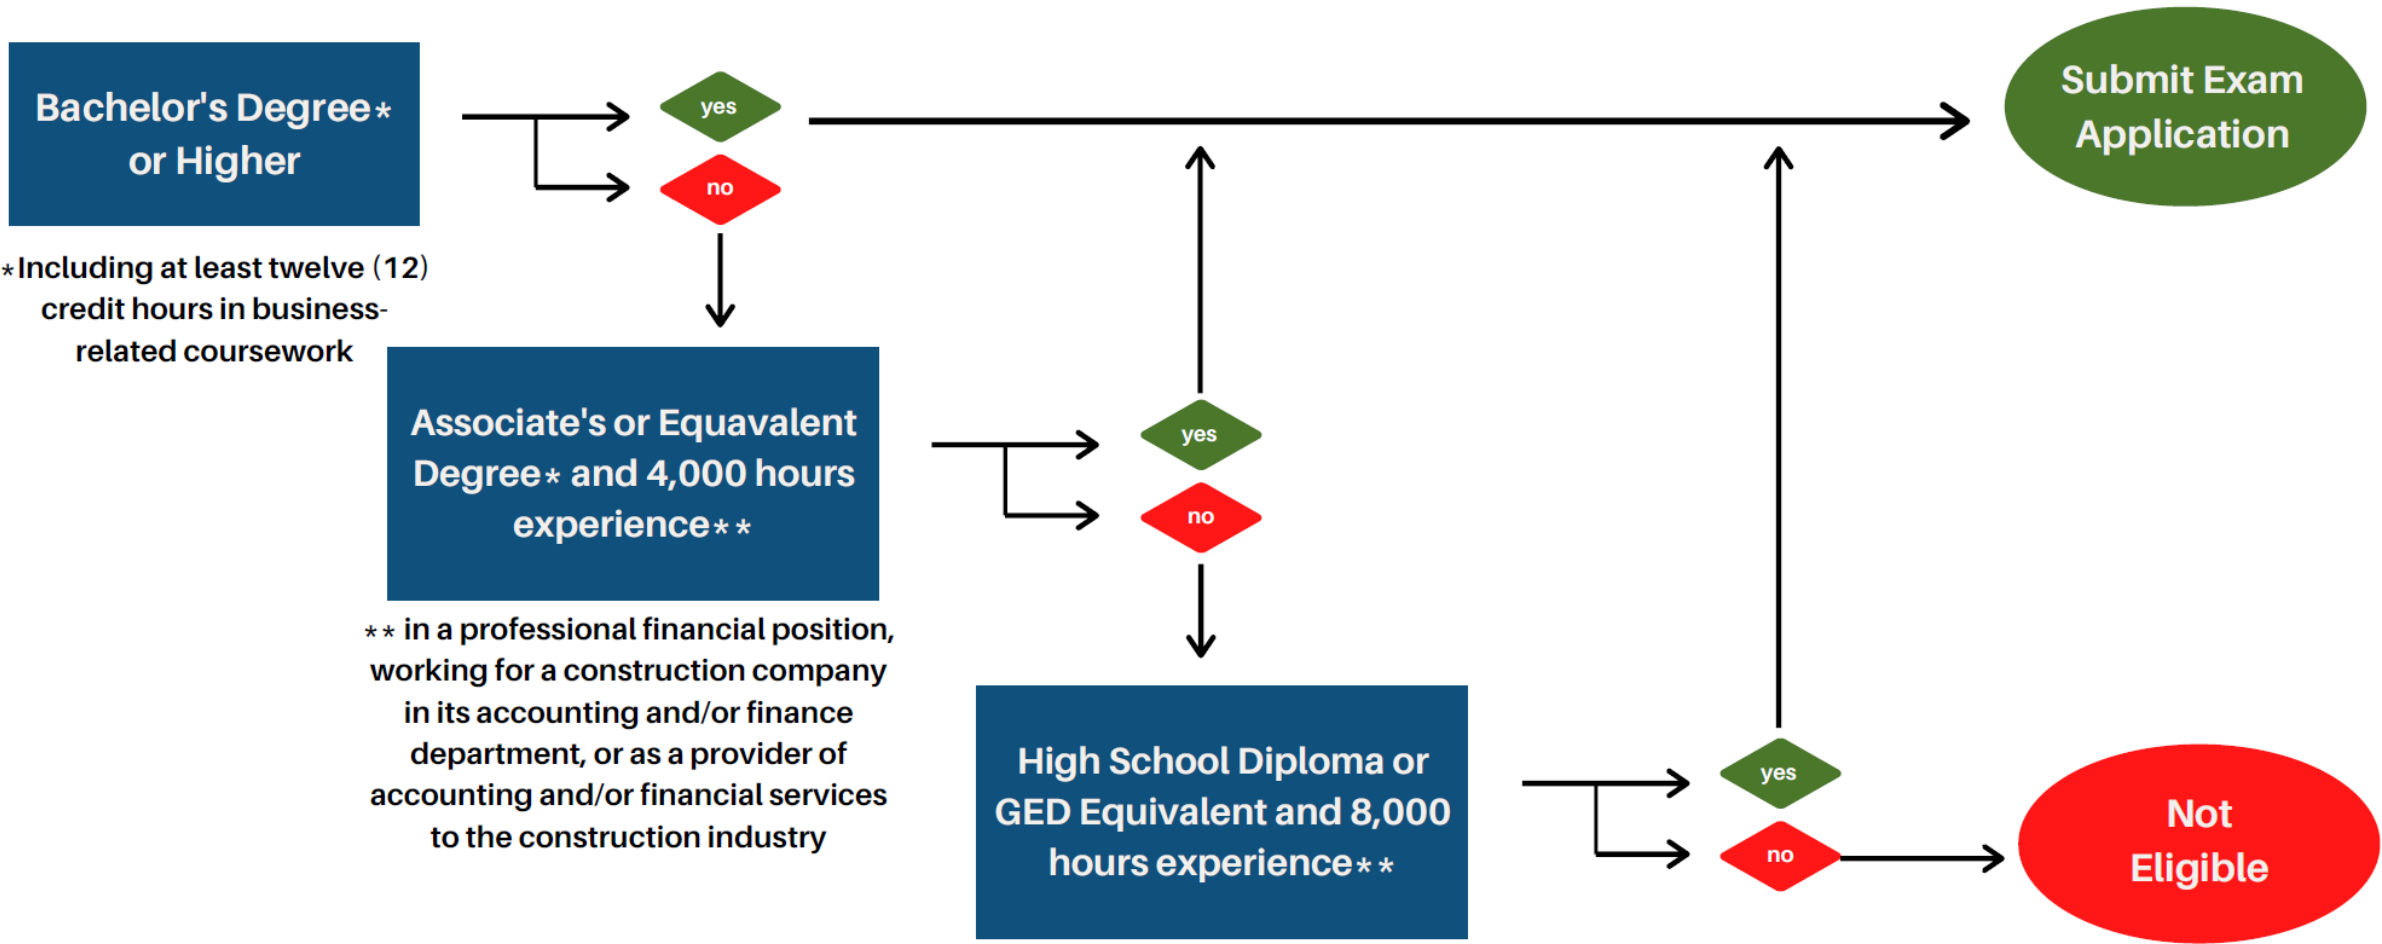 Bachelor's Degree*
or Higher
yes
no
Submit Exam
Application
*Including at least twelve (12)
credit hours in business-
related coursework
Associate's or Equavalent
Degree* and 4,000 hours
experience**
yes
no
** in a professional financial position,
working for a construction company
in its accounting and/or finance
department, or as a provider of
accounting and/or financial services
to the construction industry
High School Diploma or
GED Equivalent and 8,000
hours experience**
yes
no
Not
Eligible